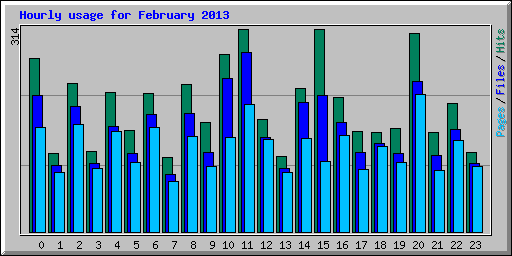 Hourly usage for February 2013
314
Pages / Files / Hits
0 1 2 3 4 5 6 7 8 9 10 11 12 13 14 15 16 17 18 19 20 21 22 23